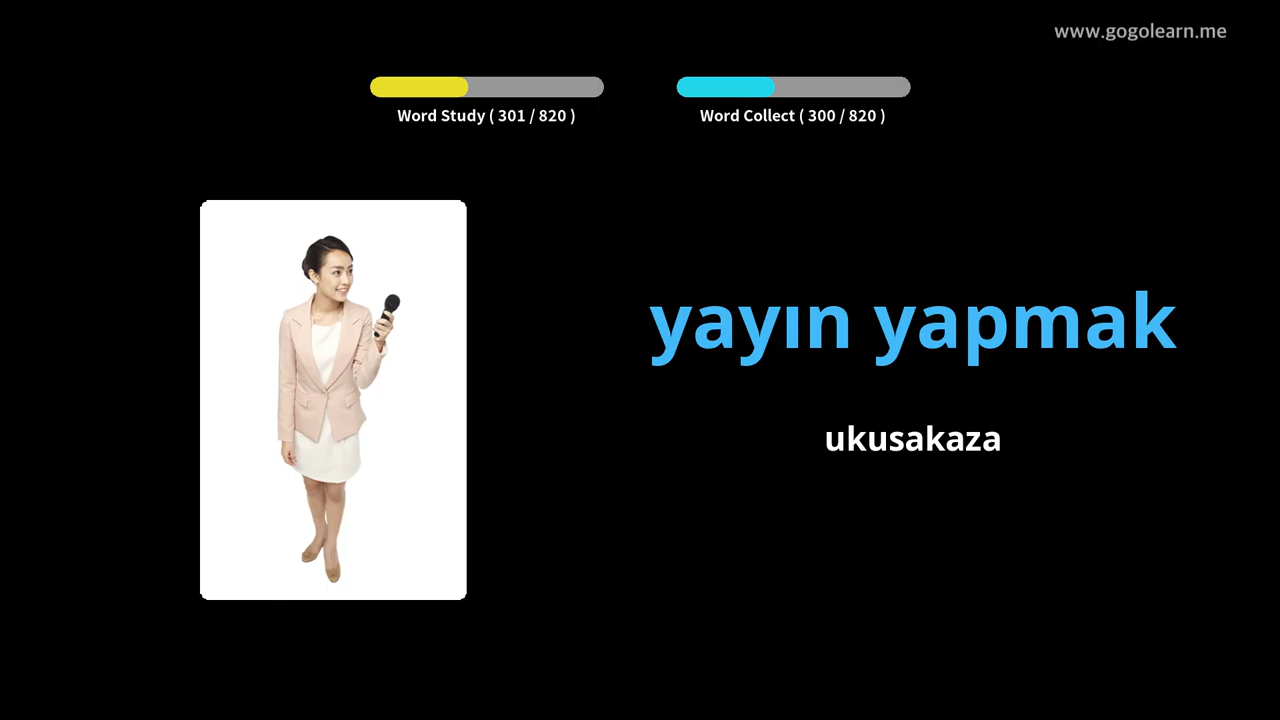 www.gogolearn.me
Word Study ( 301 / 820 )
Word Collect ( 300 / 820 )
yayın yapmak
ukusakaza